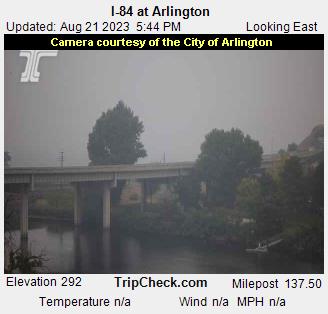 I-84 at Arlington
Updated: Aug 21 2023 5:44 PM Looking East
Camera courtesy of the City of Arlington
Elevation 292 TripCheck.com Milepost 137.50
Temperature n/a Wind n/a MPH n/a